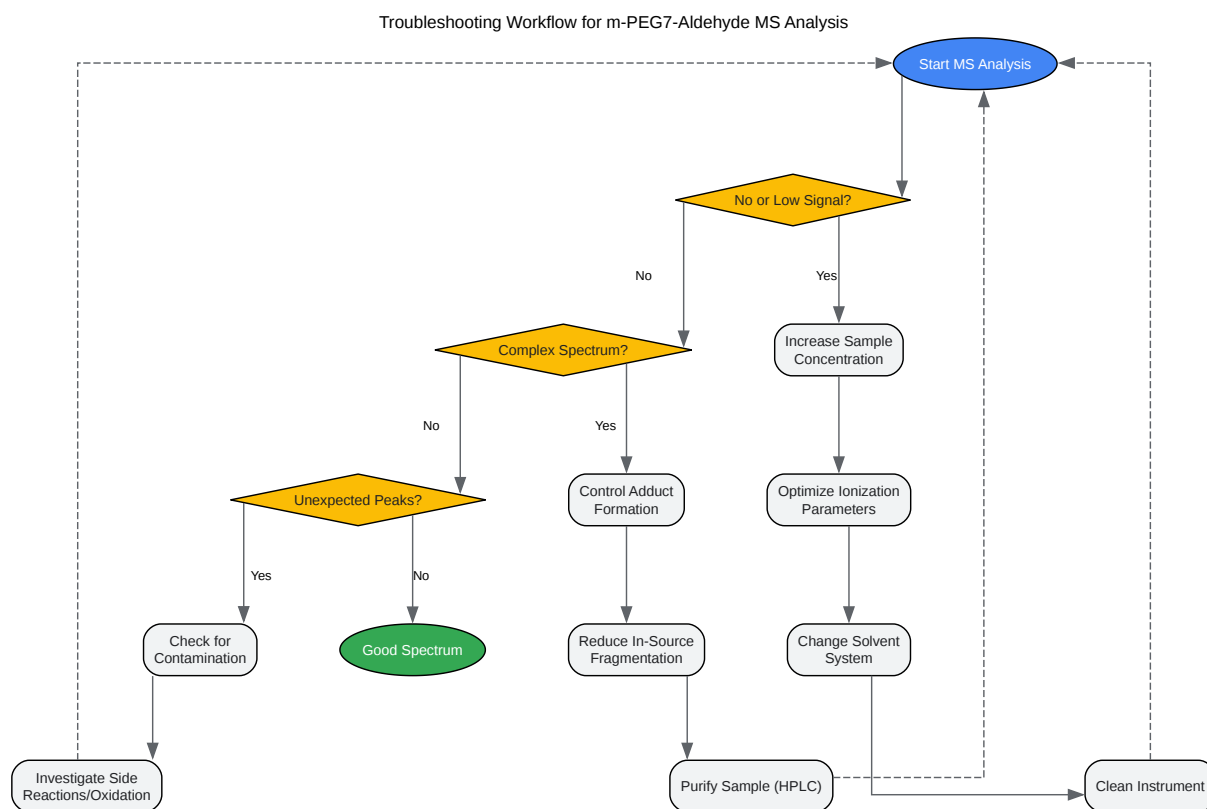 Troubleshooting Workflow for m-PEG7-Aldehyde MS Analysis
Start MS Analysis
No or Low Signal?
No
Yes
Complex Spectrum?
Increase Sample
Concentration
No
Yes
Unexpected Peaks?
Control Adduct
Formation
Optimize Ionization
Parameters
Yes
No
Check for
Contamination
Good Spectrum
Reduce In-Source
Fragmentation
Change Solvent
System
Investigate Side
Reactions/Oxidation
Purify Sample (HPLC)
Clean Instrument